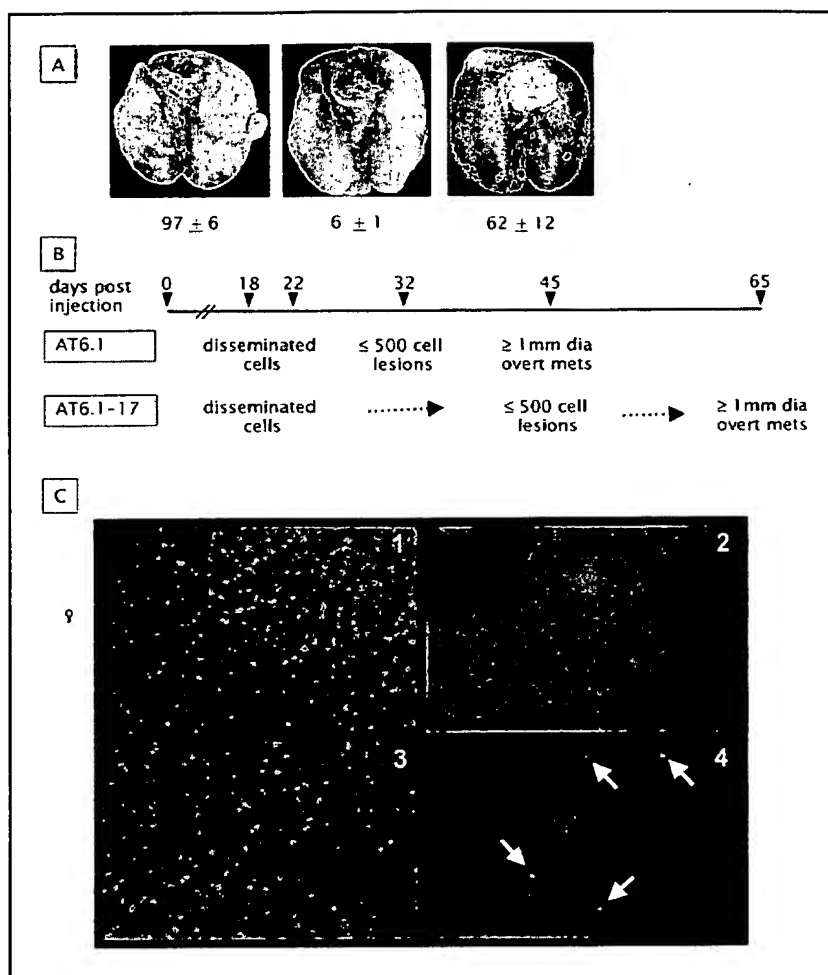 A
97 ± 6 6 ± 1 62 ± 12
B
days post injection 0 18 22 32 45 65
AT6.1 disseminated cells ≤ 500 cell lesions ≥ 1mm dia overt mets
AT6.1-17 disseminated cells ≤ 500 cell lesions ≥ 1mm dia overt mets
C
1 2
♀
3 4